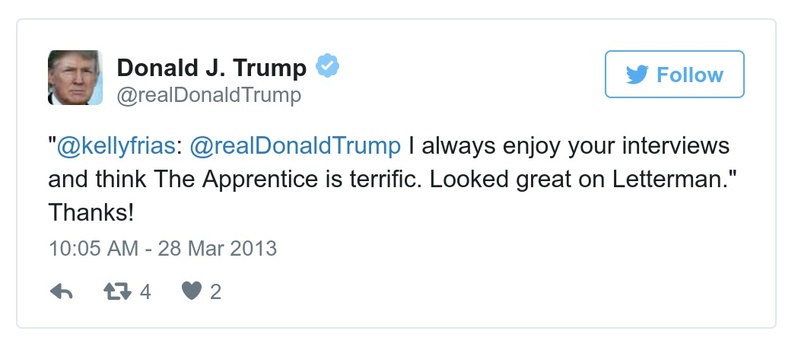 Donald J. Trump
@realDonaldTrump
Follow
"@kellyfrias: @realDonaldTrump I always enjoy your interviews
and think The Apprentice is terrific. Looked great on Letterman."
Thanks!
10:05 AM - 28 Mar 2013
4
2